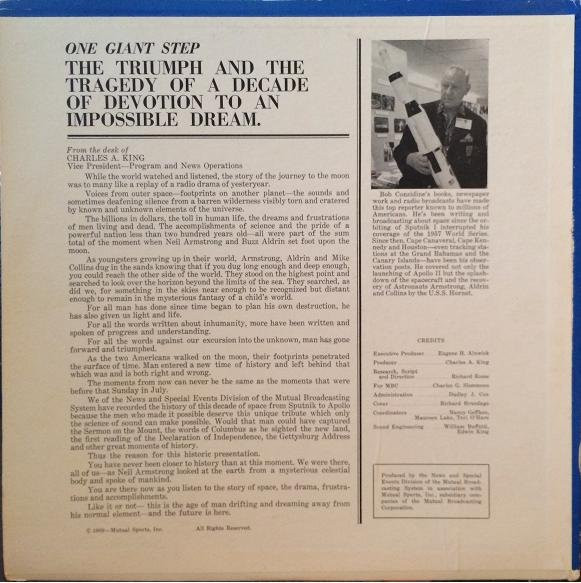 ONE GIANT STEP
THE TRIUMPH AND THE
TRAGEDY OF A DECADE
OF DEVOTION TO AN
IMPOSSIBLE DREAM.
From the desk of
CHARLES A. KING
Vice President—Program and News Operations
While the world watched and listened, the story of the journey to the moon
was to many like a replay of a radio drama of yesteryear.
Voices from outer space—footprints on another planet—the sounds and
sometimes deafening silence from a barren wilderness visibly torn and cratered
by known and unknown elements of the universe.
The billions in dollars, the toll in human life, the dreams and frustrations
of men living and dead. The accomplishments of science and the pride of a
powerful nation less than two hundred years old—all were part of the sum
total of the moment when Neil Armstrong and Buzz Aldrin set foot upon the
moon.
As youngsters growing up in their world, Armstrong, Aldrin and Mike
Collins dug in the sands knowing that if you dug long enough and deep enough,
you could reach the other side of the world. They stood on the highest point and
searched to look over the horizon beyond the limits of the sea. They searched, as
did we, for something in the skies near enough to be recognized but distant
enough to remain in the mysterious fantasy of a child's world.
For all man has done since time began to plan his own destruction, he
has also given us light and life.
For all the words written about inhumanity, more have been written and
spoken of progress and understanding.
For all the words against our excursion into the unknown, man has gone
forward and triumphed.
As the two Americans walked on the moon, their footprints penetrated
the surface of time. Man entered a new time of history and left behind that
which was and is both right and wrong.
The moments from now can never be the same as the moments that were
before that Sunday in July.
We of the News and Special Events Division of the Mutual Broadcasting
System have recorded the history of this decade of space from Sputnik to Apollo
because the men who made it possible deserve this unique tribute which only
the science of sound can make possible. Would that man could have captured
the Sermon on the Mount, the words of Columbus as he sighted the new land,
the first reading of the Declaration of Independence, the Gettysburg Address
and other great moments of history.
Thus the reason for this historic presentation.
You have never been closer to history than at this moment. We were there,
all of us—as Neil Armstrong looked at the earth from a mysterious celestial
body and spoke of mankind.
You are there now as you listen to the story of space, the drama, frustra-
tions and accomplishments.
Like it or not— this is the age of man drifting and dreaming away from
his normal element—and the future is here.
© 1969—Mutual Sports, Inc. All Rights Reserved.
Bob Considine's books, newspaper
work and radio broadcasts have made
this top reporter known to millions of
Americans. He's been writing and
broadcasting about space since the or-
biting of Sputnik I interrupted his
coverage of the 1957 World Series.
Since then, Cape Canaveral, Cape Ken-
nedy and Houston—even tracking sta-
tions at the Grand Bahamas and the
Canary Islands—have been his obser-
vation posts. He covered not only the
launching of Apollo II but the splash-
down of the spacecraft and the recov-
ery of Astronauts Armstrong, Aldrin
and Collins by the U.S.S. Hornet.
CREDITS
Executive Producer Eugene H. Alnwick
Producer Charles A. King
Research, Script
and Direction Richard Rosse
For MBC Charles G.
Administration Dudley J. Cox
Cover Richard
Coordinators Nancy
Maureen Lake, Teri O'Hare
Sound Engineering William
Edwin King
Produced by the News and Special
Events Division of the Mutual Broad-
casting System in association with
Mutual Sports, Inc., subsidiary com-
panies of the Mutual Broadcasting
Corporation.